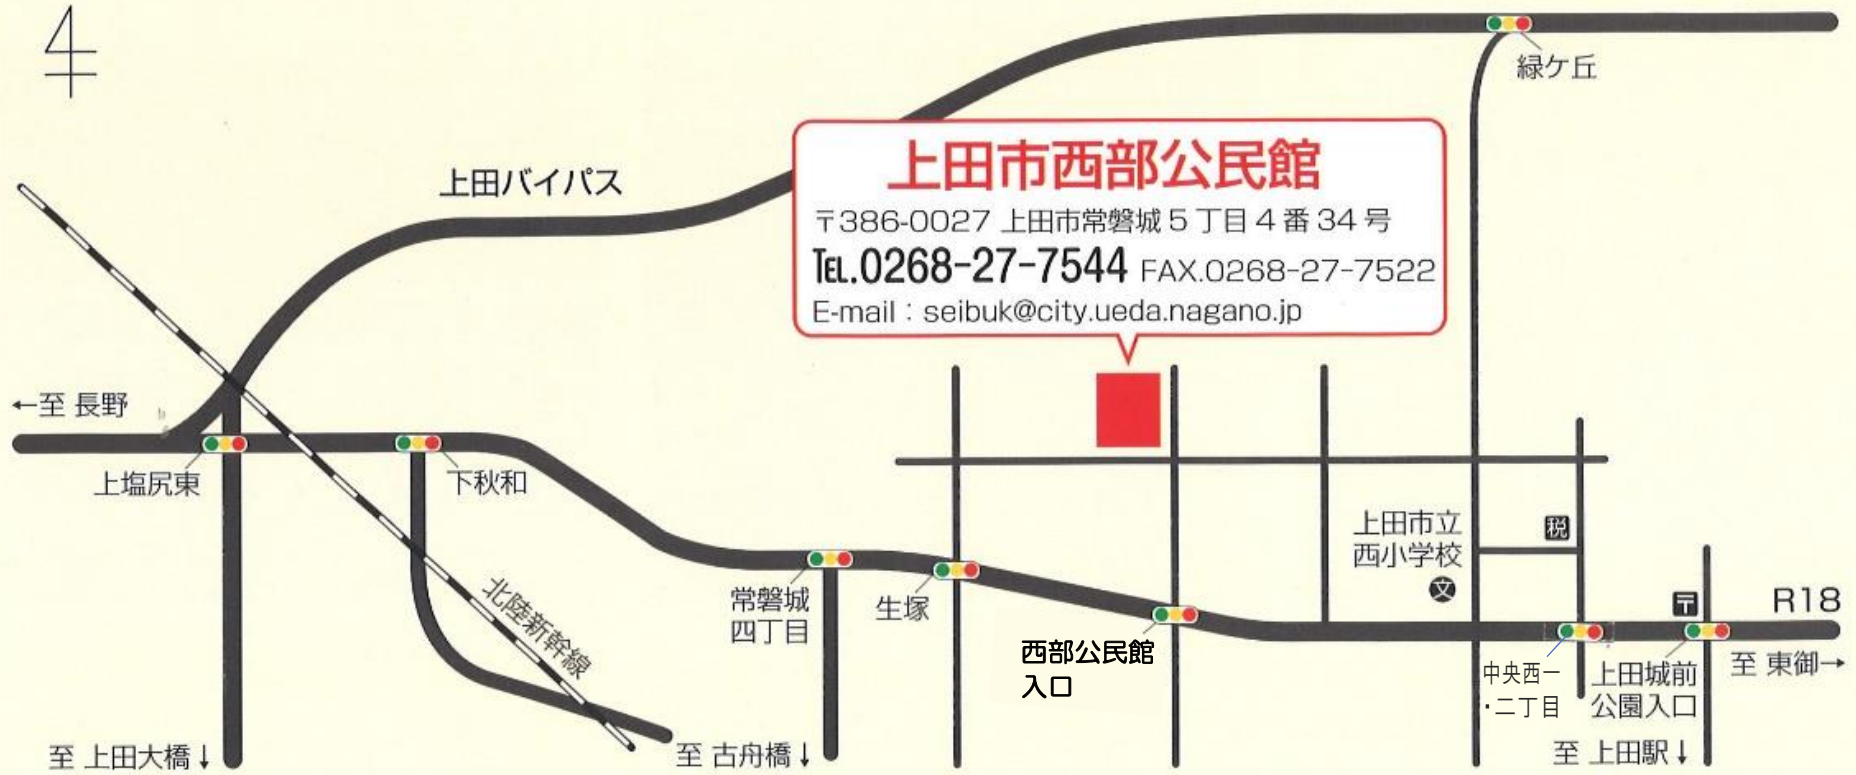 緑ケ丘
上田バイパス
上田市西部公民館
〒386-0027 上田市常磐城5丁目4番34号
TEL.0268-27-7544 FAX.0268-27-7522
E-mail:seibuk@city.ueda.nagano.jp
←至 長野
上塩尻東
下秋和
北陸新幹線
常磐城
四丁目
生塚
西部公民館
入口
上田市立
西小学校
文
税
〒
R18
中央西一
・二丁目
上田城前
公園入口
至 東御→
至 上田大橋↓
至 古舟橋↓
至 上田駅↓